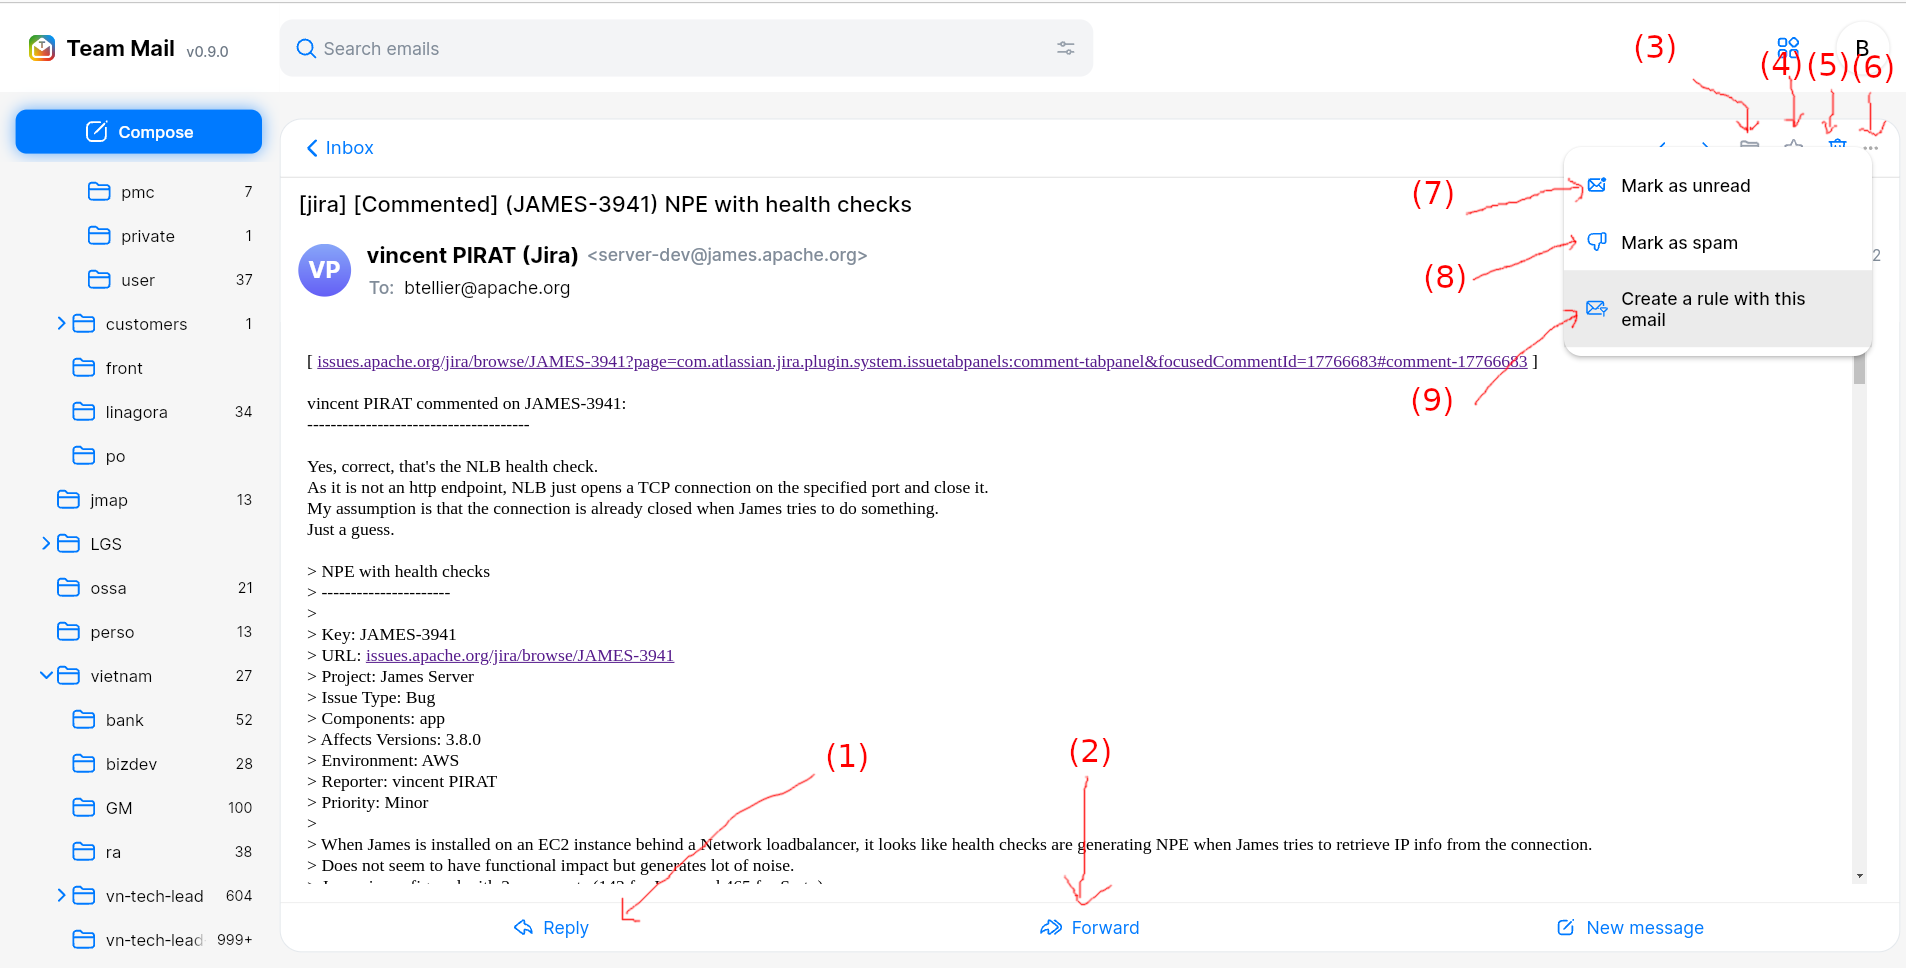 Team Mail v0.9.0
Search emails
B
(3)
(4)
(5)
(6)
Compose
Inbox
pmc 7
private 1
user 37
customers 1
front
linagora 34
po
jmap 13
LGS
ossa 21
perso 13
vietnam 27
bank 52
bizdev 28
GM 100
ra 38
vn-tech-lead 604
vn-tech-lead 999+
[jira] [Commented] (JAMES-3941) NPE with health checks
VP
vincent PIRAT (Jira) <server-dev@james.apache.org>
To: btellier@apache.org
2
(7)
Mark as unread
(8)
Mark as spam
(9)
Create a rule with this
email
[ issues.apache.org/jira/browse/JAMES-3941?page=com.atlassian.jira.plugin.system.issuetabpanels:comment-tabpanel&focusedCommentId=17766683#comment-17766683 ]
vincent PIRAT commented on JAMES-3941:
--------------------------------------
Yes, correct, that's the NLB health check.
As it is not an http endpoint, NLB just opens a TCP connection on the specified port and close it.
My assumption is that the connection is already closed when James tries to do something.
Just a guess.
> NPE with health checks
> ----------------------
>
> Key: JAMES-3941
> URL: issues.apache.org/jira/browse/JAMES-3941
> Project: James Server
> Issue Type: Bug
> Components: app
> Affects Versions: 3.8.0
> Environment: AWS
> Reporter: vincent PIRAT
> Priority: Minor
>
> When James is installed on an EC2 instance behind a Network loadbalancer, it looks like health checks are generating NPE when James tries to retrieve IP info from the connection.
> Does not seem to have functional impact but generates lot of noise.
(1)
(2)
Reply
Forward
New message